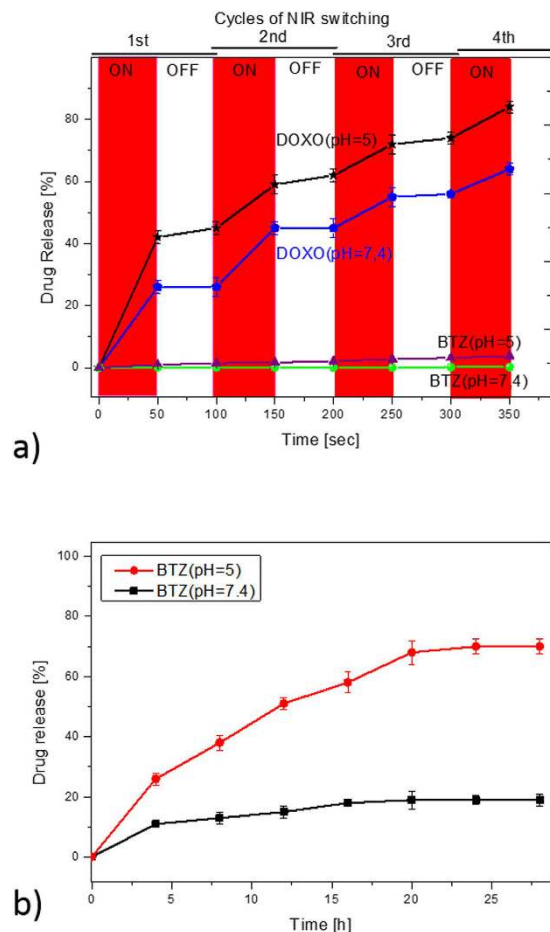 Cycles of NIR switching
1st 2nd 3rd 4th
ON OFF ON OFF ON OFF ON
80
60
40
20
0
Drug Release [%]
DOXO(pH=5)
DOXO(pH=7,4)
BTZ(pH=5)
BTZ(pH=7.4)
0 50 100 150 200 250 300 350
Time [sec]
a)
100
80
60
40
20
0
Drug release [%]
BTZ(pH=5)
BTZ(pH=7.4)
0 5 10 15 20 25
Time [h]
b)